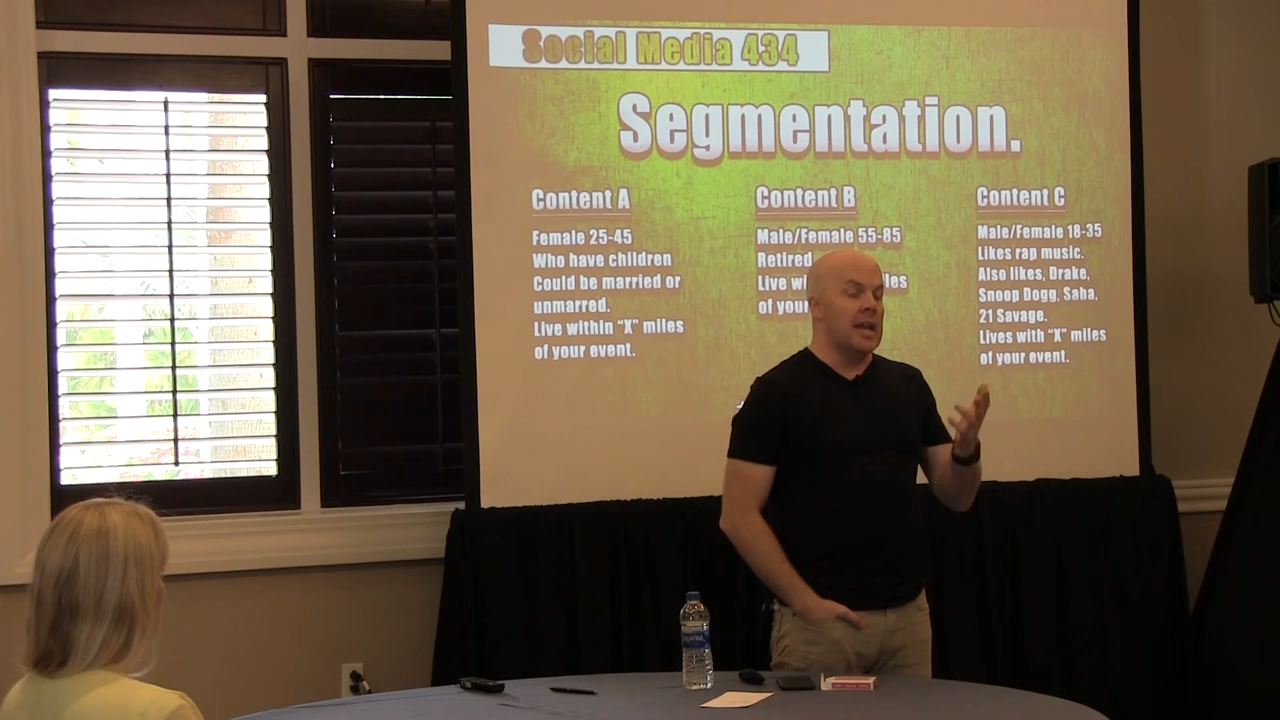 Social Media 434
Segmentation.
Content A
Female 25-45
Who have children
Could be married or
unmarred.
Live within “X” miles
of your event.
Content B
Male/Female 55-85
Retired
of your
Content C
Male/Female 18-35
Likes rap music.
Also likes, Drake,
Snoop Dogg, Saba,
21 Savage.
Lives with “X” miles
of your event.